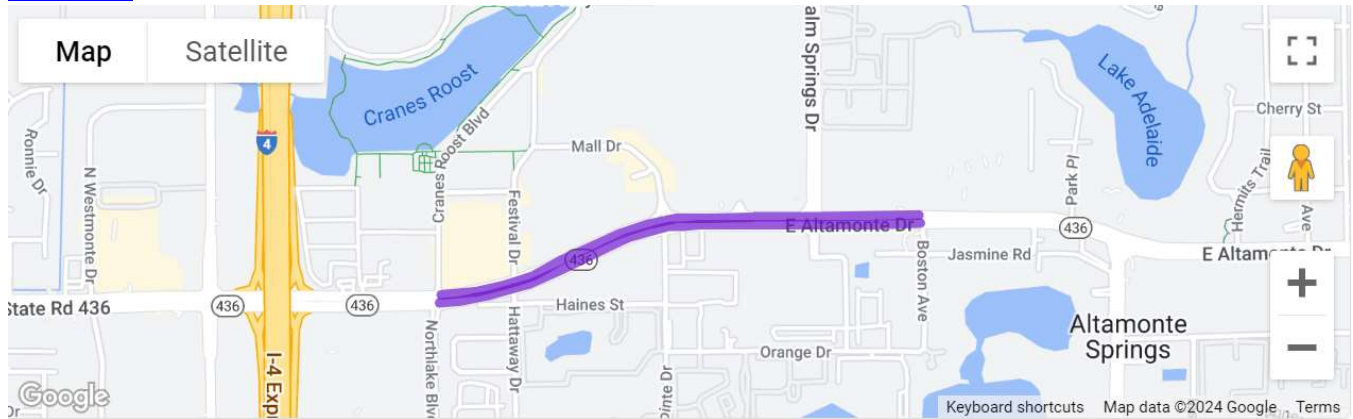 Map
Satellite
alm Springs Dr
Cranes Roost
Lake Adelaide
Cherry St
4
Ronnie Dr
N Westmonte Dr
Cranes Roost Blvd
Mall Dr
Festival Dr
Park Pl
Hermits Trail
Ave
E Altamonte Dr
436
Boston Ave
Jasmine Rd
E Altamonte Dr
436
State Rd 436
436
436
Haines St
Northlake Blv
Hattaway Dr
Orange Dr
Altamonte
Springs
I-4 Exp
ointe Dr
Google
Dr
Keyboard shortcuts
Map data ©2024 Google
Terms